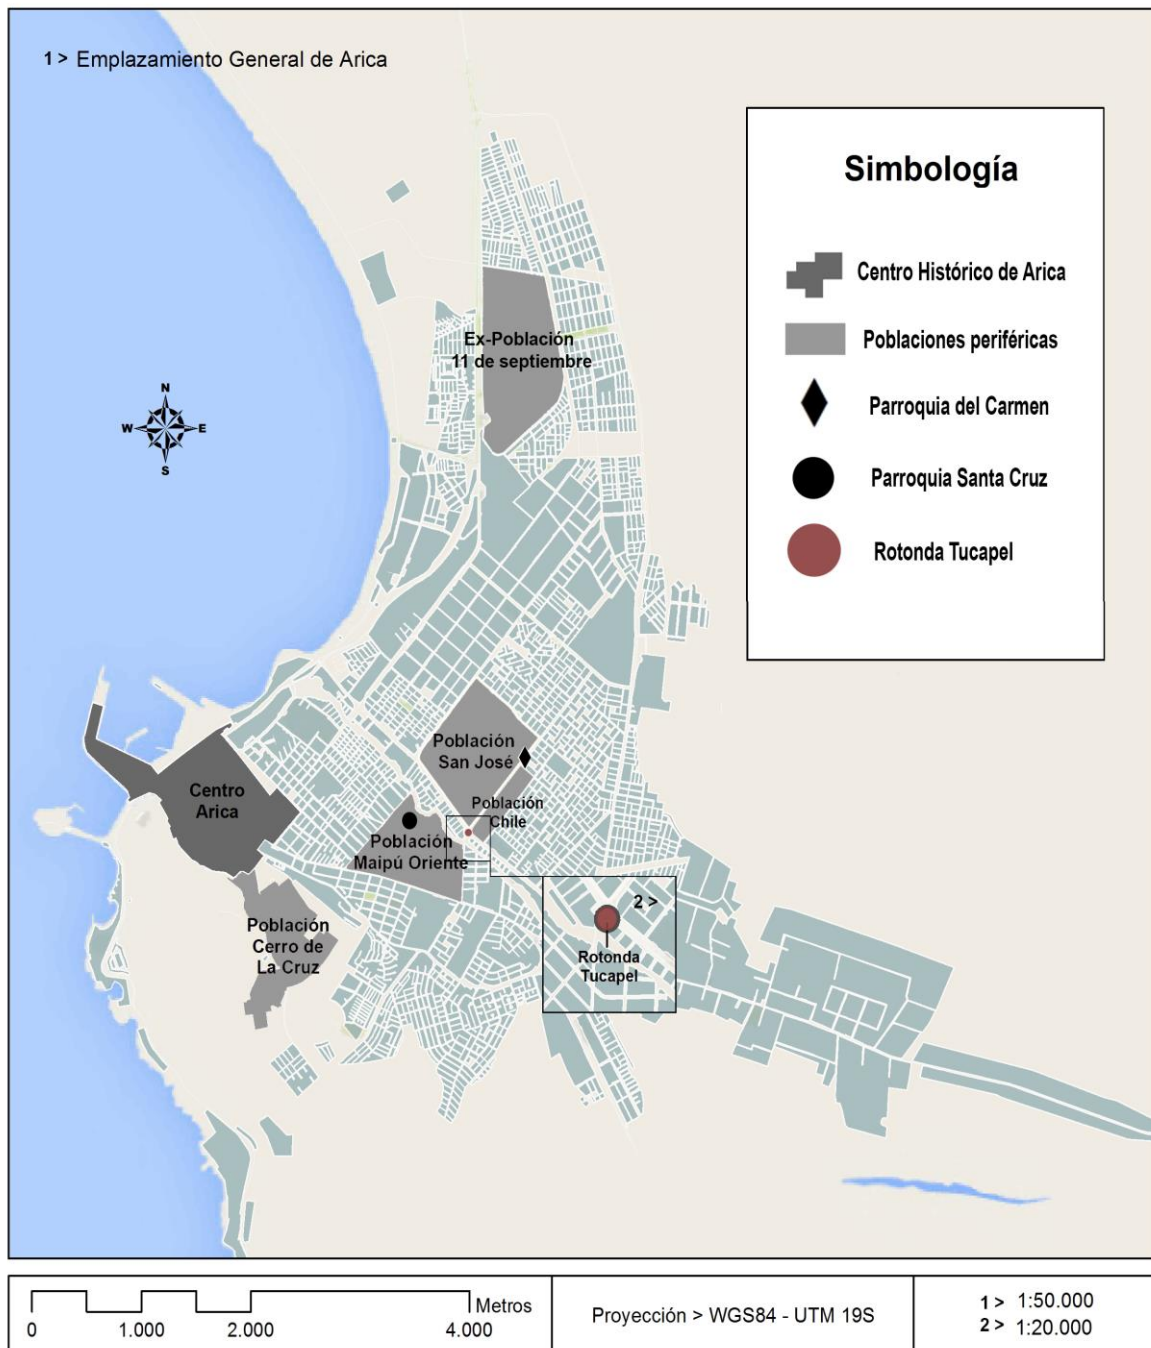 1 > Emplazamiento General de Arica
Simbología
Centro Histórico de Arica
Poblaciones periféricas
Parroquia del Carmen
Parroquia Santa Cruz
Rotonda Tucapel
Ex-Población
11 de septiembre
N
W E
S
Población
San José
Población
Chile
Centro
Arica
Población
Maipú Oriente
Población
Cerro de
La Cruz
2 >
Rotonda
Tucapel
Metros
0 1.000 2.000 4.000
Proyección > WGS84 - UTM 19S
1 > 1:50.000
2 > 1:20.000